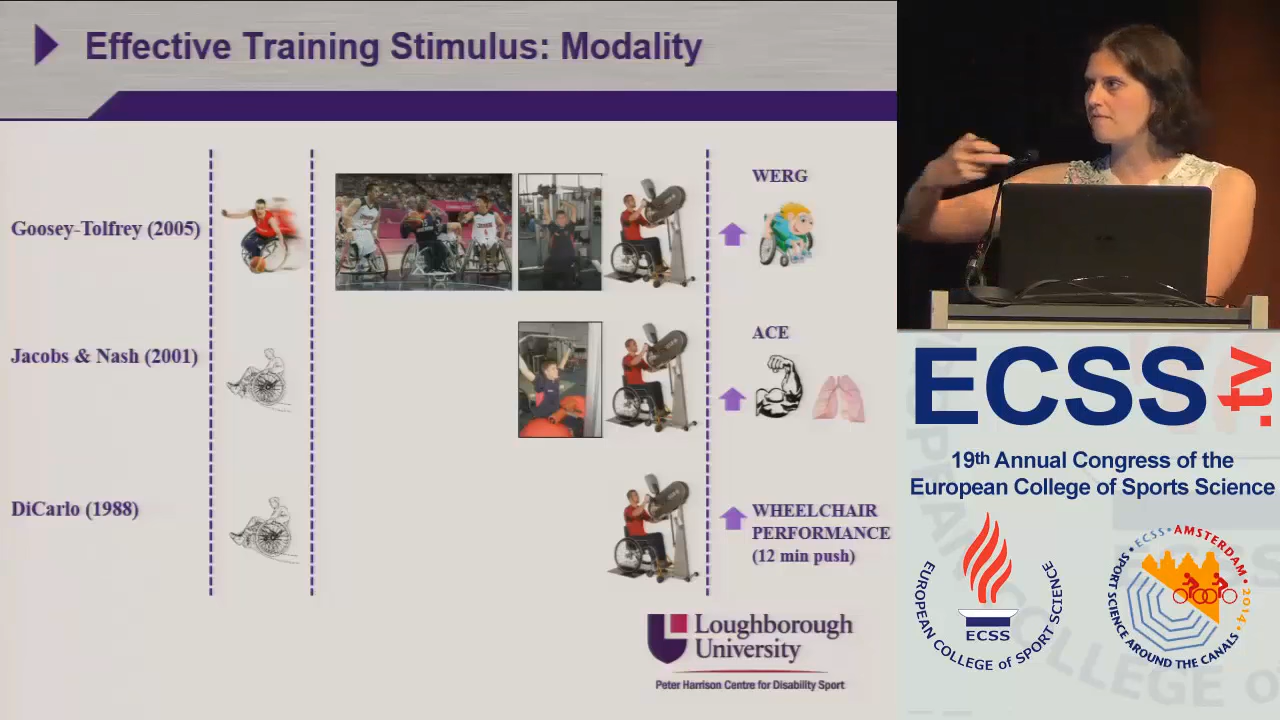 Effective Training Stimulus: Modality
Goosey-Tolfrey (2005)
WERG
Jacobs & Nash (2001)
ACE
DiCarlo (1988)
WHEELCHAIR
PERFORMANCE
(12 min push)
Loughborough
University
Peter Harrison Centre for Disability Sport
ECSS.tv
19th Annual Congress of the
European College of Sports Science
EUROPEAN COLLEGE of SPORT SCIENCE
ECSS
SPORT SCIENCE AROUND THE CANALS • ECSS • AMSTERDAM 2014 •